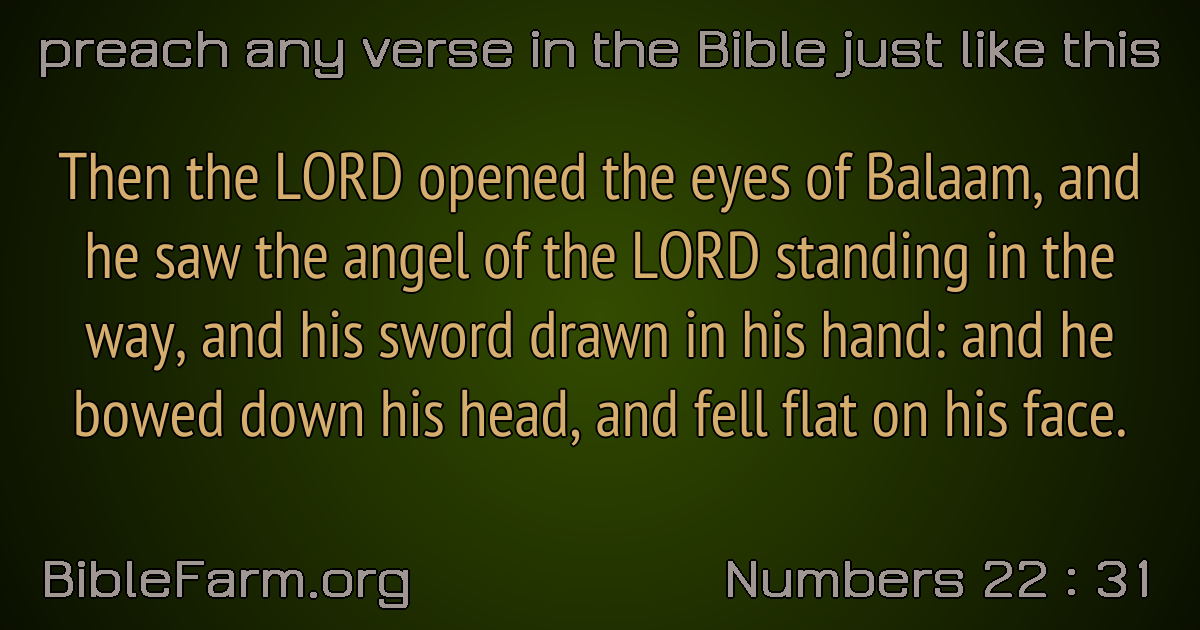 preach any verse in the Bible just like this
Then the LORD opened the eyes of Balaam, and
he saw the angel of the LORD standing in the
way, and his sword drawn in his hand: and he
bowed down his head, and fell flat on his face.
BibleFarm.org
Numbers 22 : 31